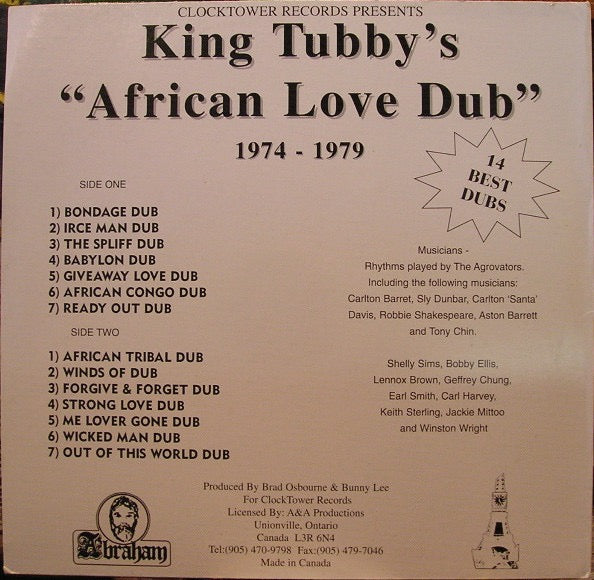 CLOCKTOWER RECORDS PRESENTS
King Tubby's
"African Love Dub"
1974 - 1979
14
BEST
DUBS
SIDE ONE
1) BONDAGE DUB
2) IRCE MAN DUB
3) THE SPLIFF DUB
4) BABYLON DUB
5) GIVEAWAY LOVE DUB
6) AFRICAN CONGO DUB
7) READY OUT DUB
SIDE TWO
1) AFRICAN TRIBAL DUB
2) WINDS OF DUB
3) FORGIVE & FORGET DUB
4) STRONG LOVE DUB
5) ME LOVER GONE DUB
6) WICKED MAN DUB
7) OUT OF THIS WORLD DUB
Musicians -
Rhythms played by The Agrovators.
Including the following musicians:
Carlton Barret, Sly Dunbar, Carlton 'Santa'
Davis, Robbie Shakespeare, Aston Barrett
and Tony Chin.
Shelly Sims, Bobby Ellis,
Lennox Brown, Geffrey Chung,
Earl Smith, Carl Harvey,
Keith Sterling, Jackie Mittoo
and Winston Wright
Produced By Brad Osbourne & Bunny Lee
For ClockTower Records
Licensed By: A&A Productions
Unionville, Ontario
Canada L3R 6N4
Tel:(905) 470-9798 Fax:(905) 479-7046
Made in Canada
Abraham